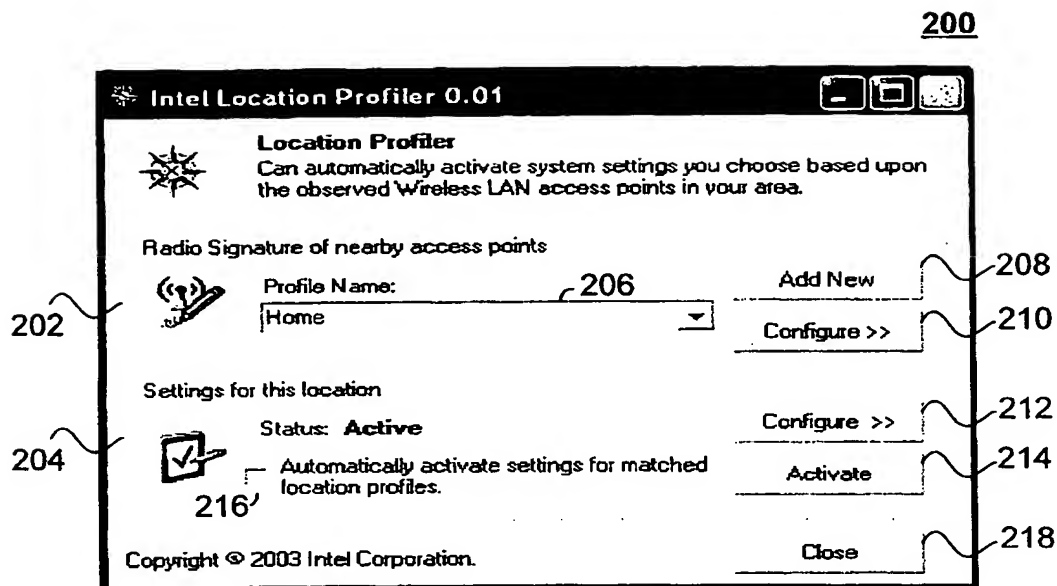 200
Intel Location Profiler 0.01
Location Profiler
Can automatically activate system settings you choose based upon
the observed Wireless LAN access points in your area.
Radio Signature of nearby access points
202
Profile Name:
206
Home
Add New
208
Configure >>
210
Settings for this location
204
Status: Active
Configure >>
212
Automatically activate settings for matched
location profiles.
216
Activate
214
Copyright © 2003 Intel Corporation.
Close
218